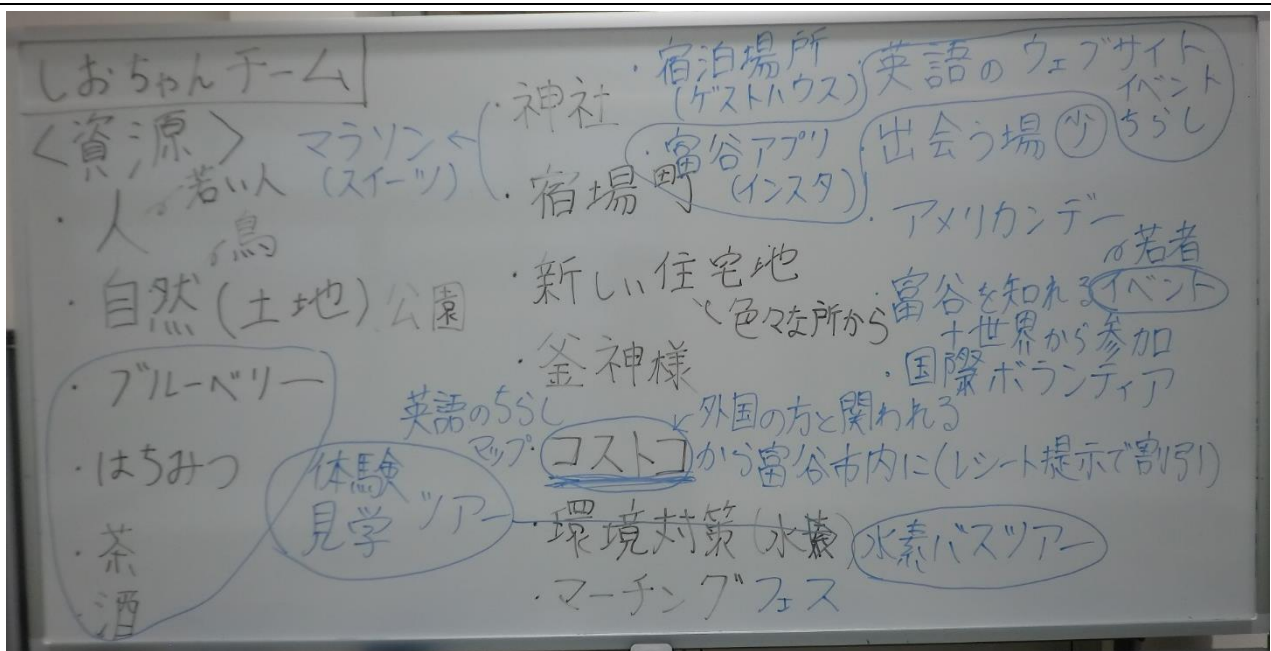 しおちゃんチーム
<資源>
・人
若い人
鳥
・自然(土地)公園
・ブルーベリー
・はちみつ
・茶
・酒
体験
見学ツアー
マラソン←
(スイーツ)
・神社
・宿場町
・新しい住宅地
色々な所から
・釜神様
英語のちらし
マップ
・コストコから富谷市内に(レシート提示で割引)
外国の方と関われる
・環境対策(水素)
水素バスツアー
・マーチングフェス
・宿泊場所
(ゲストハウス)
・富谷アプリ
(インスタ)
・英語のウェブサイト
イベント
ちらし
・出会う場 少
・アメリカンデー
若者
・富谷を知れるイベント
+世界から参加
・国際ボランティア